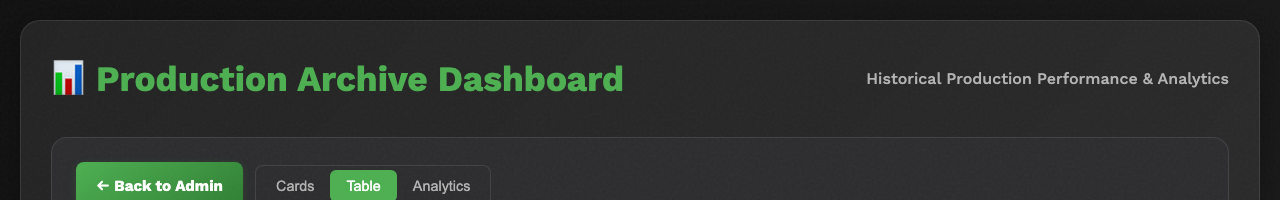 Production Archive Dashboard
Historical Production Performance & Analytics
← Back to Admin
Cards
Table
Analytics